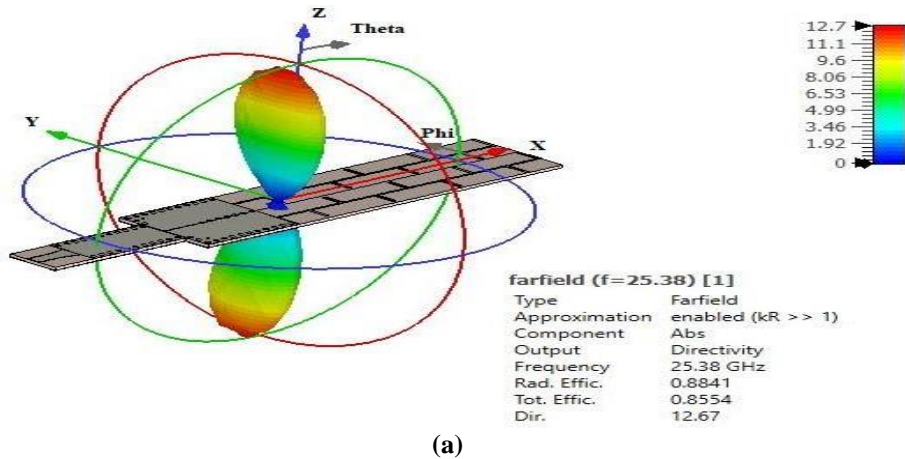 Z
Theta
Y
Phi
X
12.7
11.1
9.6
8.06
6.53
4.99
3.46
1.92
0
farfield (f=25.38) [1]
Type Farfield
Approximation enabled (kR >> 1)
Component Abs
Output Directivity
Frequency 25.38 GHz
Rad. Effic. 0.8841
Tot. Effic. 0.8554
Dir. 12.67
(a)